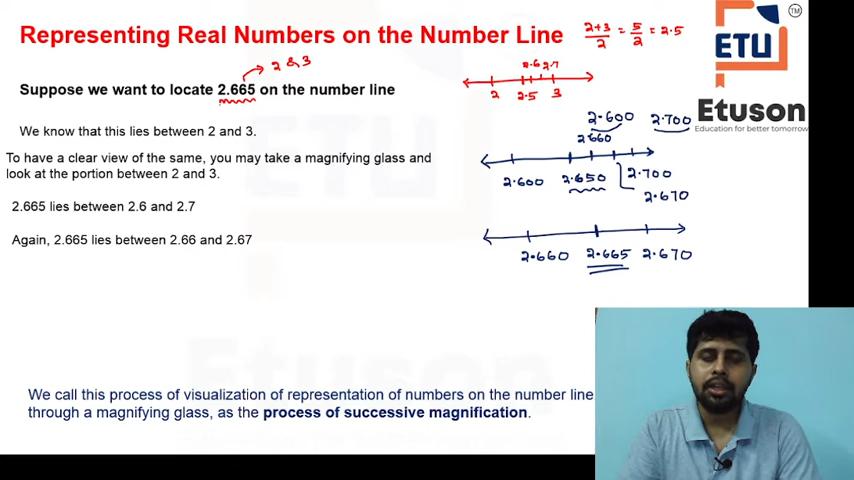 Representing Real Numbers on the Number Line
2+3/2 = 5/2 = 2.5
TM
ETU
Etuson
Education for better tomorrow
2 & 3
Suppose we want to locate 2.665 on the number line
2.6 2.7
2 2.5 3
We know that this lies between 2 and 3.
2.600 2.700
2.660
To have a clear view of the same, you may take a magnifying glass and
look at the portion between 2 and 3.
2.600 2.650 2.700
2.670
2.665 lies between 2.6 and 2.7
Again, 2.665 lies between 2.66 and 2.67
2.660 2.665 2.670
We call this process of visualization of representation of numbers on the number line
through a magnifying glass, as the process of successive magnification.